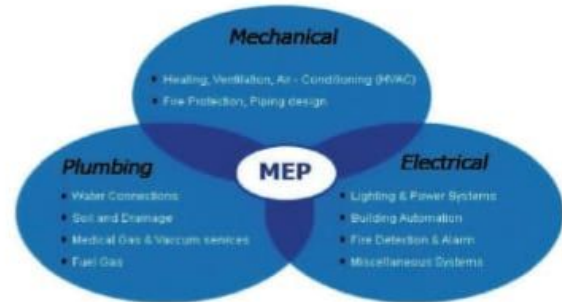 Mechanical
Heating, Ventilation, Air - Conditioning (HVAC)
Fire Protection, Piping design
Plumbing
Water Connections
Soil and Drainage
Medical Gas & Vaccum services
Fuel Gas
MEP
Electrical
Lighting & Power Systems
Building Automation
Fire Detection & Alarm
Miscellaneous Systems